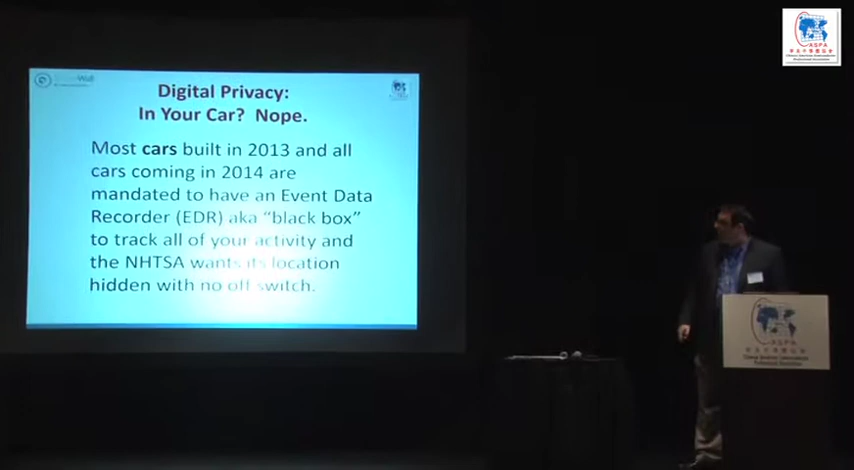 Digital Privacy:
In Your Car? Nope.
Most cars built in 2013 and all
cars coming in 2014 are
mandated to have an Event Data
Recorder (EDR) aka “black box”
to track all of your activity and
the NHTSA wants its location
hidden with no off switch.
ASPA
ASPA